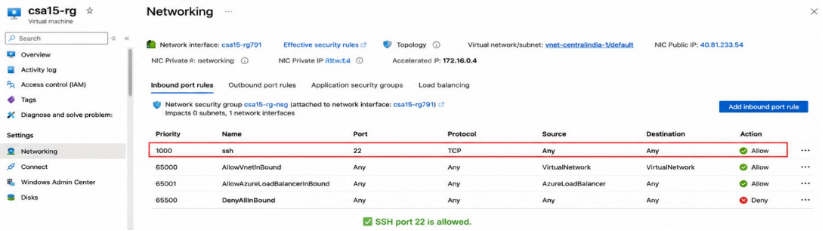 csa15-rg
Virtual machine
Search
Overview
Activity log
Access control (IAM)
Tags
Diagnose and solve problems
Settings
Networking
Connect
Windows Admin Center
Disks
Networking
Network interface: csa15-rg791 Effective security rules Topology Virtual network/subnet: vnet-centralindia-1/default NIC Public IP: 40.81.233.54
NIC Private networking NIC Private IP Accelerated IP: 172.16.0.4
Inbound port rules Outbound port rules Application security groups Load balancing
Network security group csa15-rg-nsg (attached to network interface: csa15-rg791)
Impacts 0 subnets, 1 network interfaces
Add inbound port rule
Priority Name Port Protocol Source Destination Action
1000 ssh 22 TCP Any Any Allow
65000 AllowVnetInBound Any Any VirtualNetwork VirtualNetwork Allow
65001 AllowAzureLoadBalancerInBound Any Any AzureLoadBalancer Any Allow
65500 DenyAllInBound Any Any Any Any Deny
SSH port 22 is allowed.